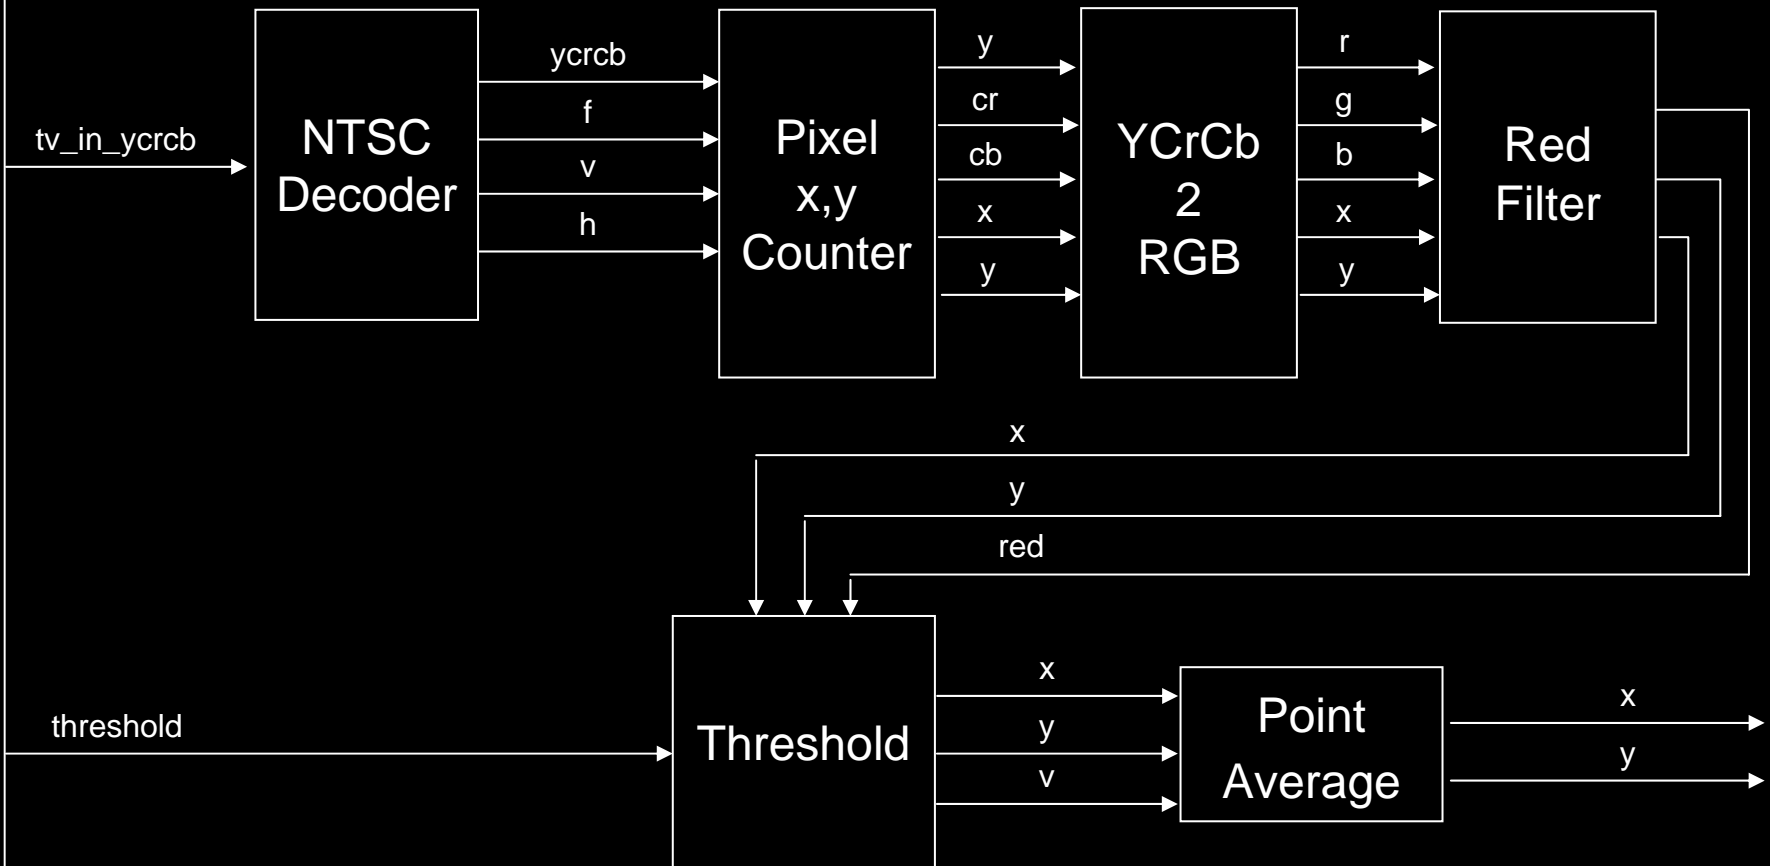 tv_in_ycrcb
NTSC
Decoder
ycrcb
f
v
h
Pixel
x,y
Counter
y
cr
cb
x
y
YCrCb
2
RGB
r
g
b
x
y
Red
Filter
x
y
red
threshold
Threshold
x
y
v
Point
Average
x
y